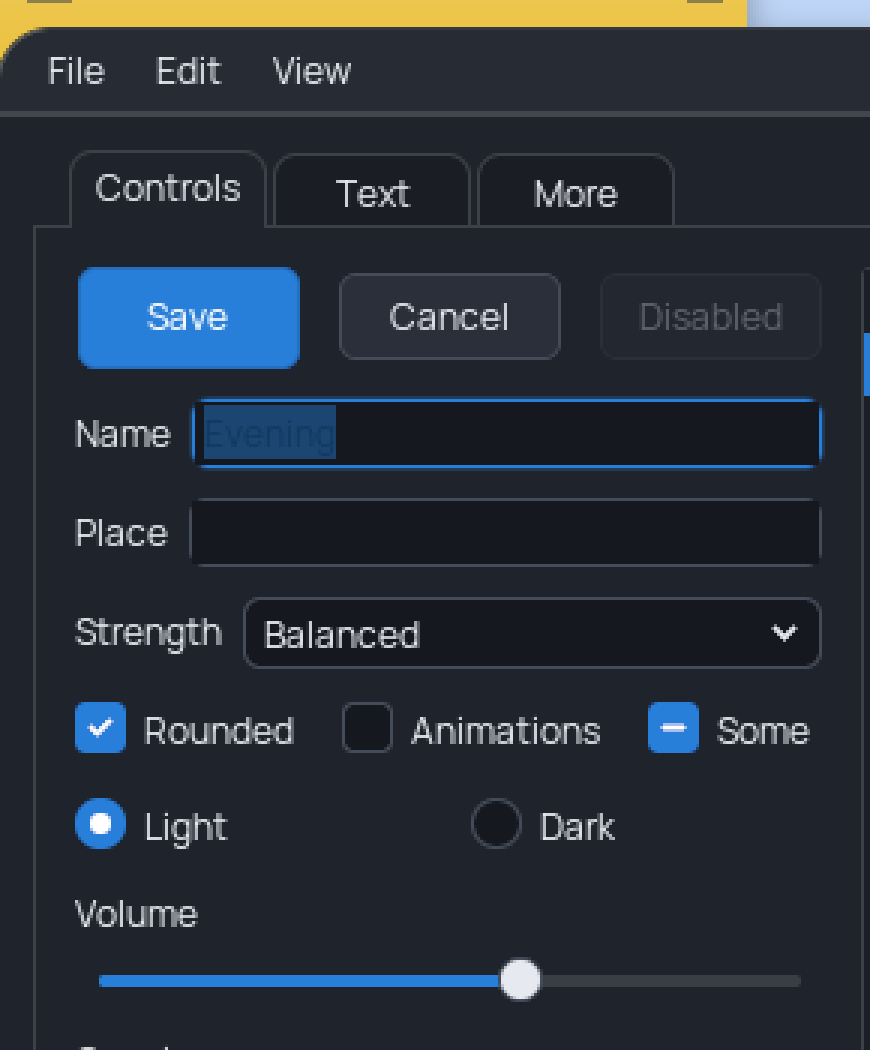 File Edit View
Controls Text More
Save Cancel Disabled
Name Evening
Place
Strength Balanced
Rounded Animations Some
Light Dark
Volume